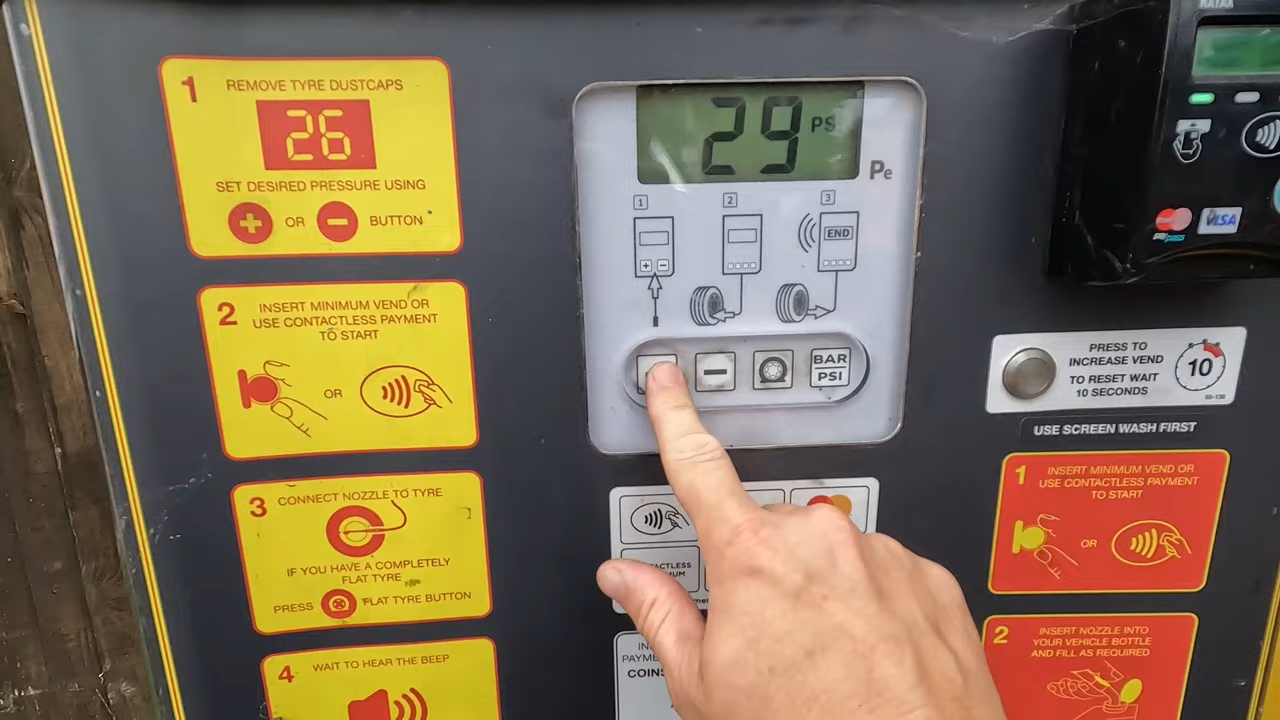 1
REMOVE TYRE DUSTCAPS
26
SET DESIRED PRESSURE USING
+ OR - BUTTON
2
INSERT MINIMUM VEND OR
USE CONTACTLESS PAYMENT
TO START
OR
3
CONNECT NOZZLE TO TYRE
IF YOU HAVE A COMPLETELY
FLAT TYRE
PRESS FLAT TYRE BUTTON
4
WAIT TO HEAR THE BEEP
29 PSI
Pe
1 2 3
END
+ -
-
BAR
PSI
COINS
NAYAX
VISA
PRESS TO
INCREASE VEND
TO RESET WAIT
10 SECONDS
10
USE SCREEN WASH FIRST
1
INSERT MINIMUM VEND OR
USE CONTACTLESS PAYMENT
TO START
OR
2
INSERT NOZZLE INTO
YOUR VEHICLE BOTTLE
AND FILL AS REQUIRED